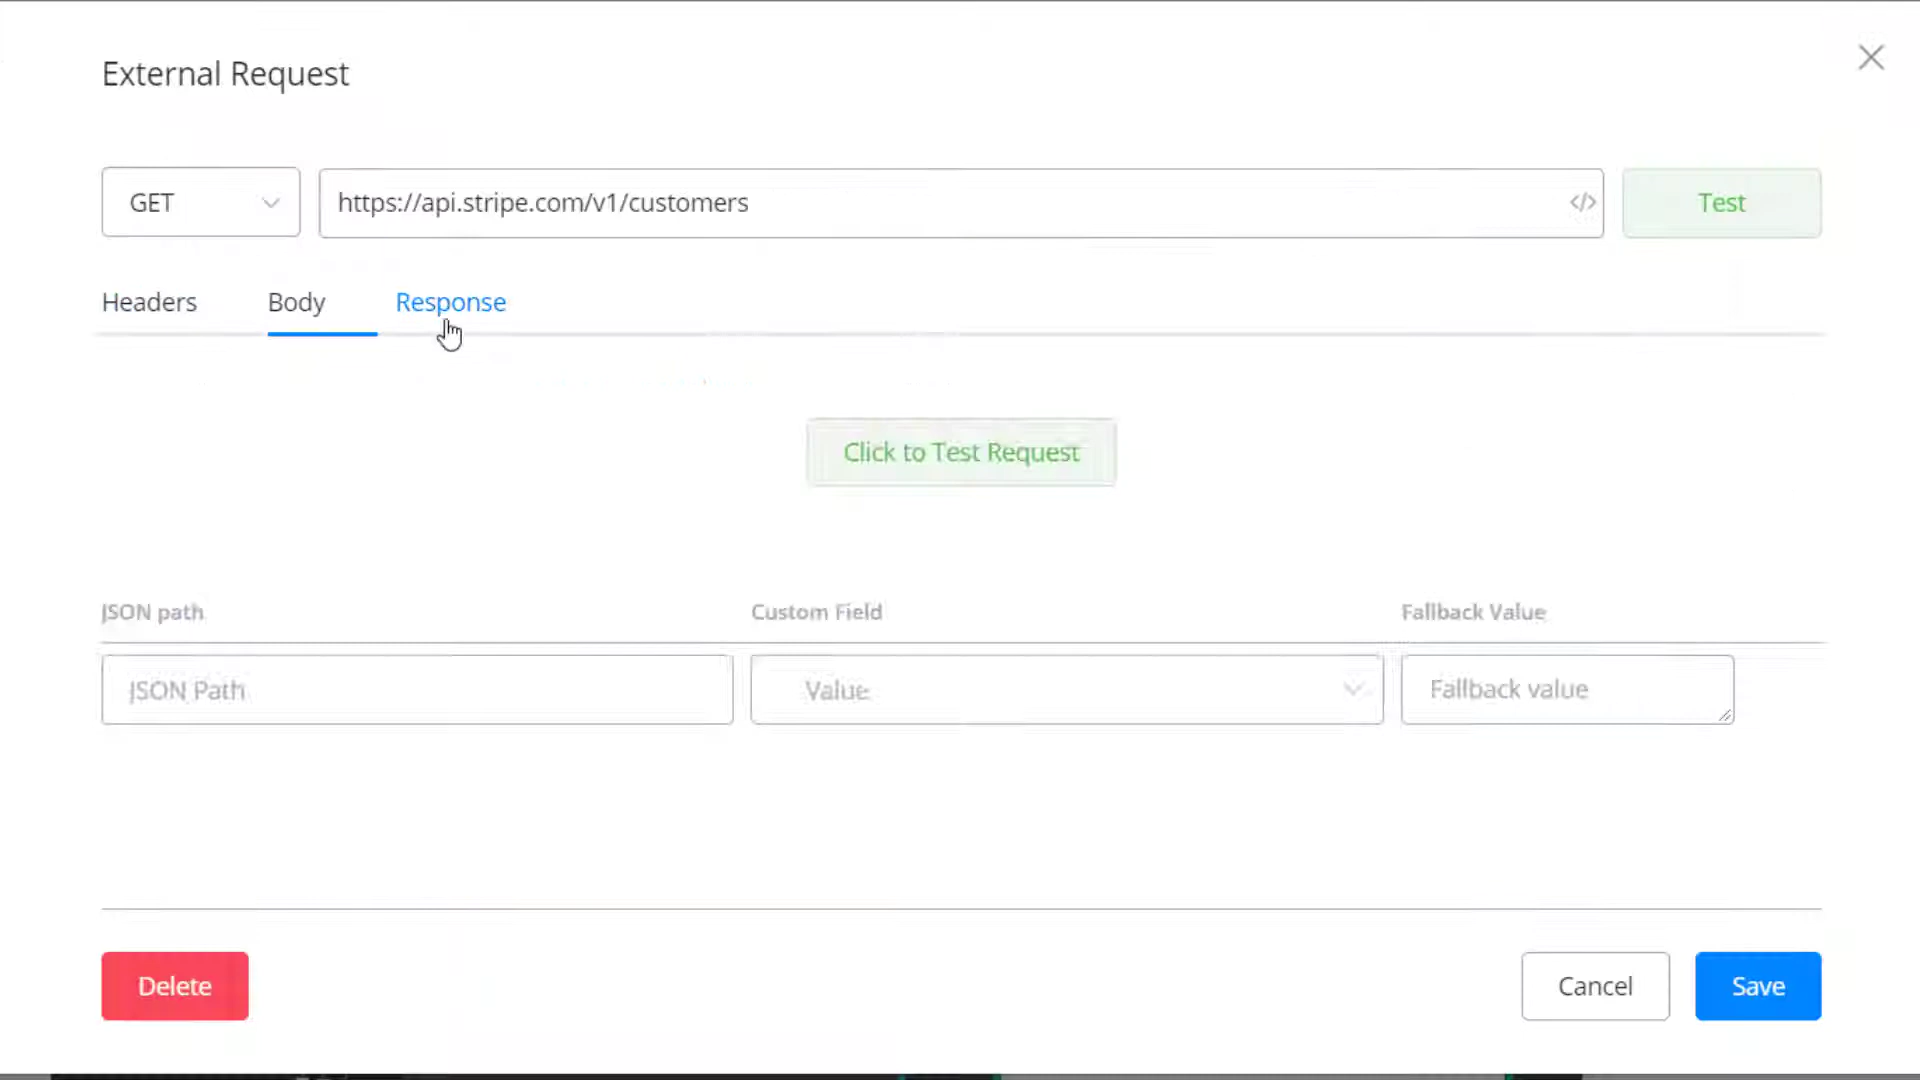 External Request
GET
https://api.stripe.com/v1/customers
</>
Test
Headers
Body
Response
Click to Test Request
JSON path
Custom Field
Fallback Value
JSON Path
Value
Fallback value
Delete
Cancel
Save